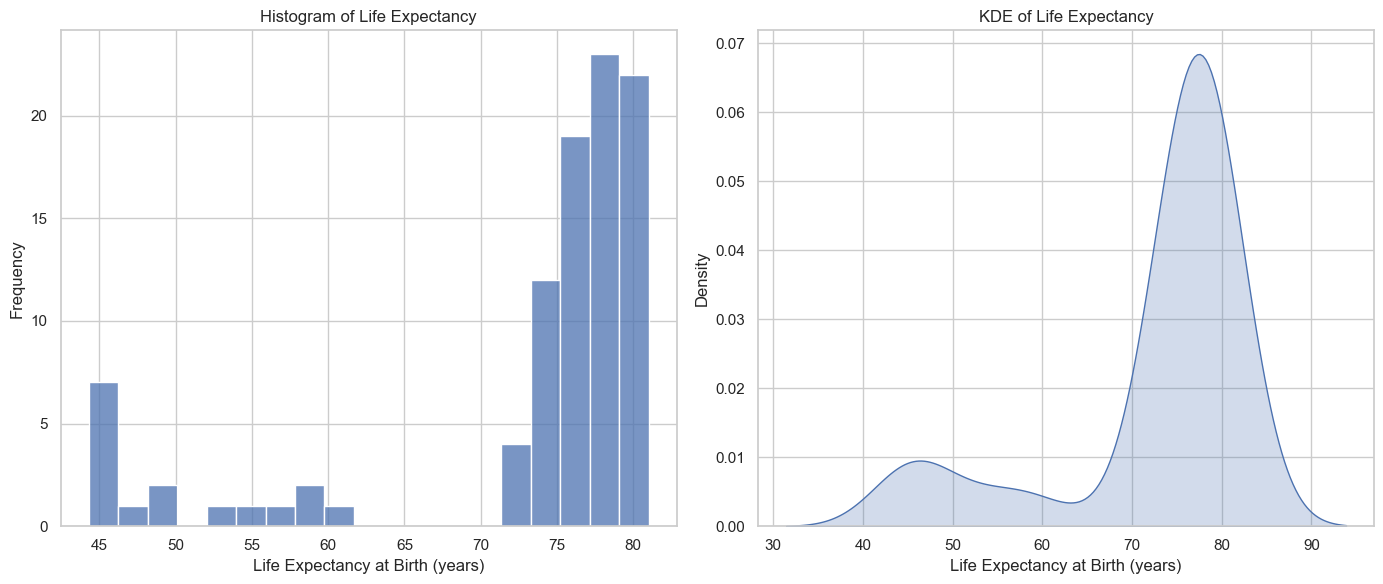 Histogram of Life Expectancy
Frequency
20
15
10
5
0
45 50 55 60 65 70 75 80
Life Expectancy at Birth (years)
KDE of Life Expectancy
Density
0.07
0.06
0.05
0.04
0.03
0.02
0.01
0.00
30 40 50 60 70 80 90
Life Expectancy at Birth (years)